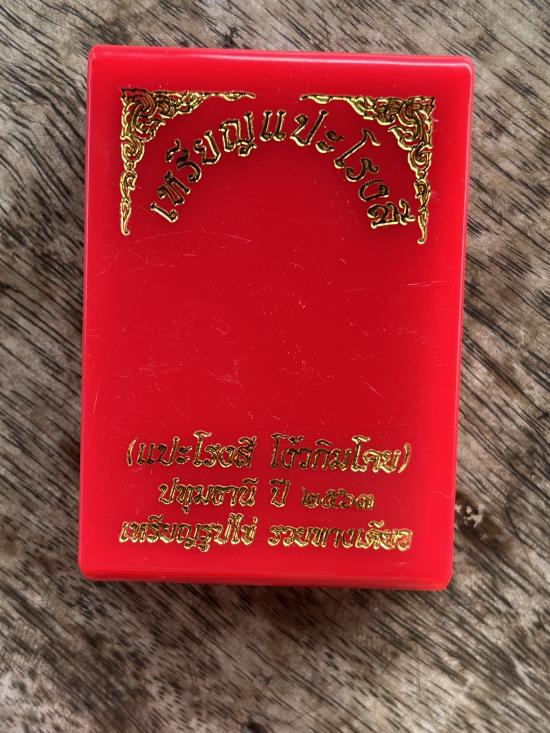 เหรียญแปะโรงสี
(แปะโรงสี โง้วกิมโคย)
ปทุมธานี ปี ๒๕๖๓
เหรียญรูปไข่ รวยทางเดียว